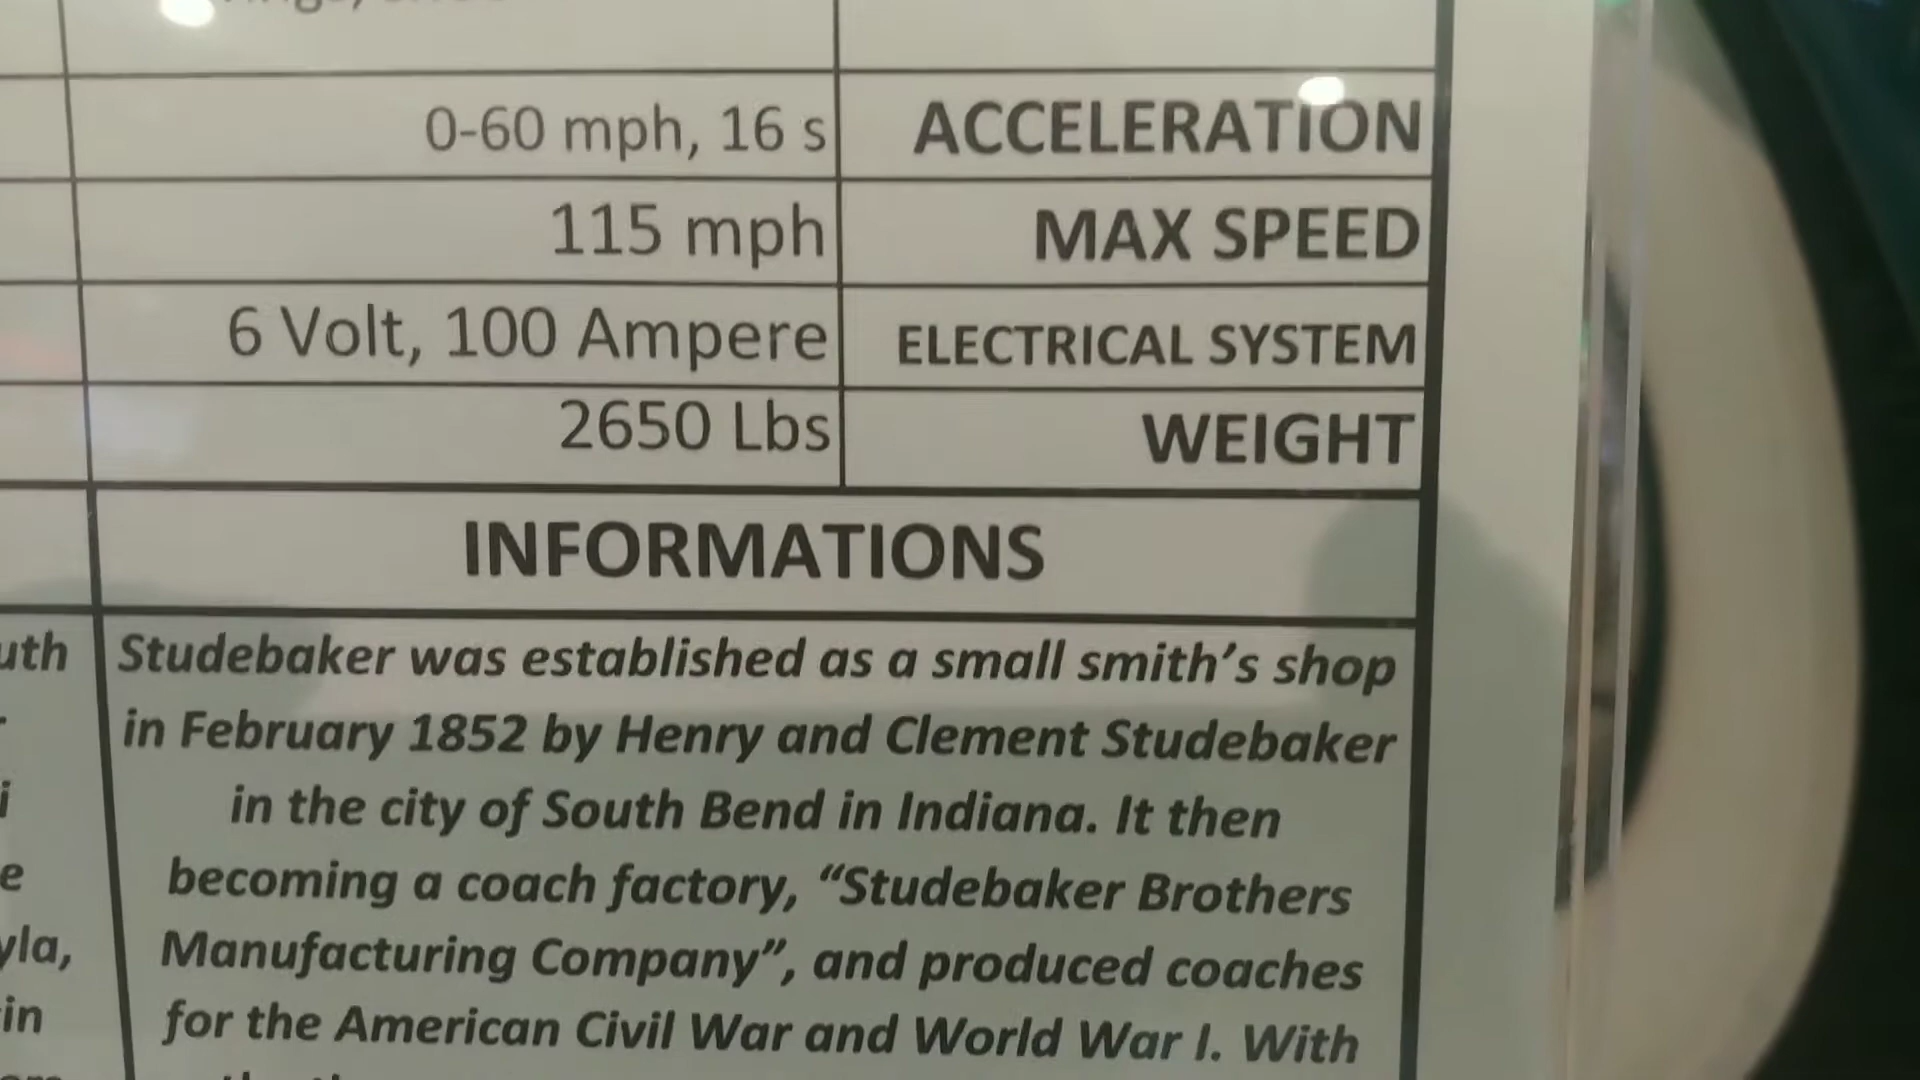 0-60 mph, 16 s ACCELERATION
115 mph MAX SPEED
6 Volt, 100 Ampere ELECTRICAL SYSTEM
2650 Lbs WEIGHT
INFORMATIONS
Studebaker was established as a small smith’s shop
in February 1852 by Henry and Clement Studebaker
in the city of South Bend in Indiana. It then
becoming a coach factory, “Studebaker Brothers
Manufacturing Company”, and produced coaches
for the American Civil War and World War I. With
uth
i
e
yla,
in